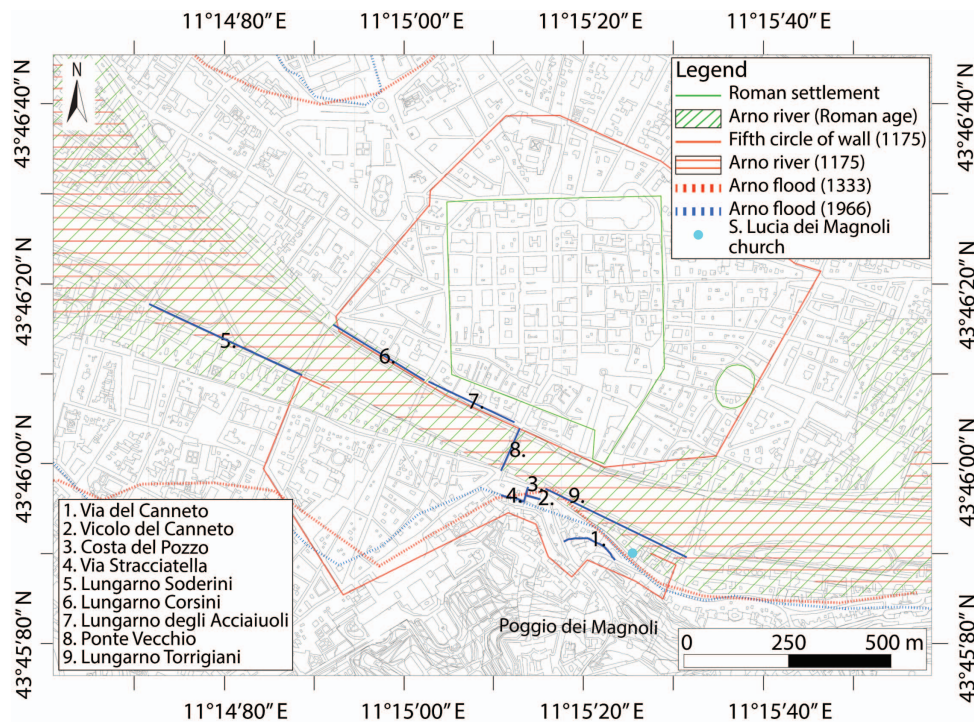 11°14′80″ E 11°15′00″ E 11°15′20″ E 11°15′40″ E
43°46′40″ N
43°46′20″ N
43°46′00″ N
43°45′80″ N
N
Legend
Roman settlement
Arno river (Roman age)
Fifth circle of wall (1175)
Arno river (1175)
Arno flood (1333)
Arno flood (1966)
S. Lucia dei Magnoli
church
43°46′40″ N
43°46′20″ N
43°46′00″ N
43°45′80″ N
5.
6.
7.
8.
3.
4.
2.
9.
1.
1. Via del Canneto
2. Vicolo del Canneto
3. Costa del Pozzo
4. Via Stracciatella
5. Lungarno Soderini
6. Lungarno Corsini
7. Lungarno degli Acciaiuoli
8. Ponte Vecchio
9. Lungarno Torrigiani
Poggio dei Magnoli
0 250 500 m
11°14′80″ E 11°15′00″ E 11°15′20″ E 11°15′40″ E